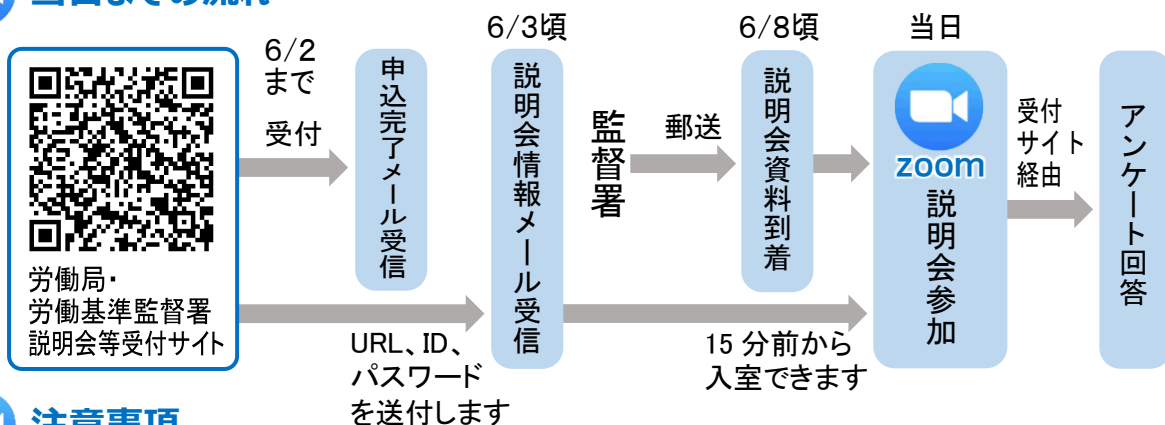 当日までの流れ
6/2
まで
受付
申込完了メール受信
6/3頃
説明会情報メール受信
監督署
郵送
6/8頃
説明会資料到着
当日
zoom
説明会参加
受付
サイト
経由
アンケート回答
労働局・
労働基準監督署
説明会等受付サイト
URL、ID、
パスワード
を送付します
15分前から
入室できます
注意事項